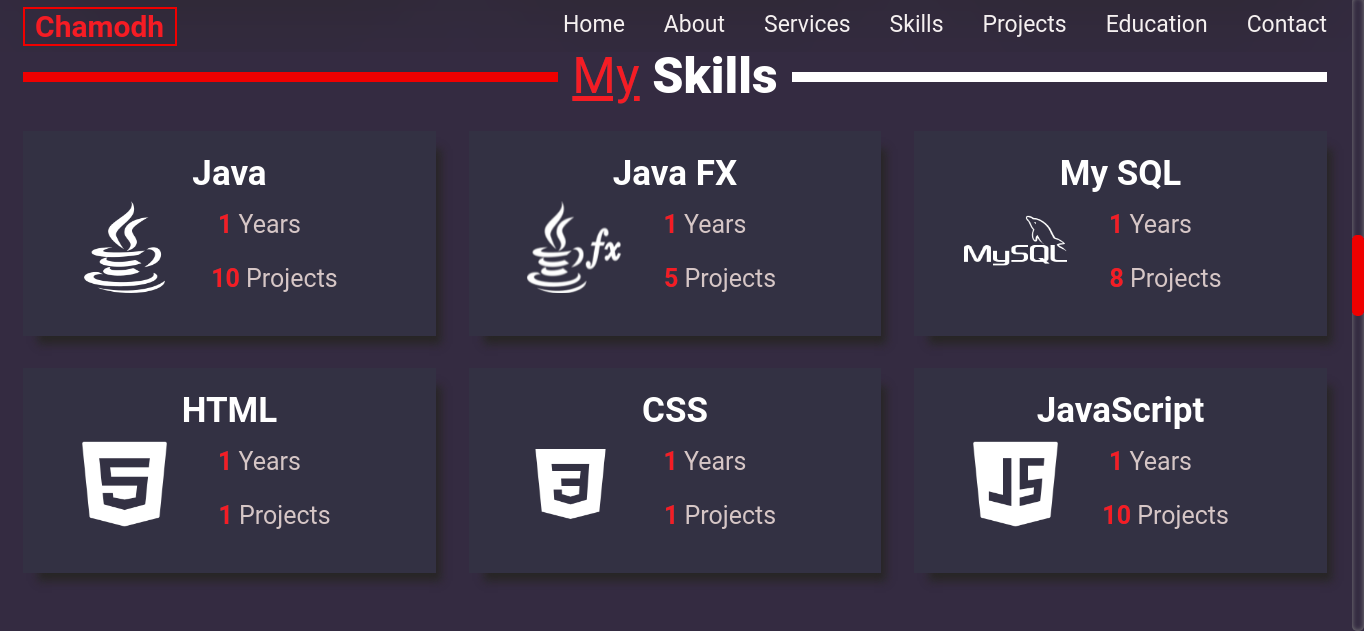 Chamodh
Home About Services Skills Projects Education Contact
My Skills
Java
1 Years
10 Projects
Java FX
fx
1 Years
5 Projects
My SQL
MySQL
1 Years
8 Projects
HTML
5
1 Years
1 Projects
CSS
3
1 Years
1 Projects
JavaScript
JS
1 Years
10 Projects